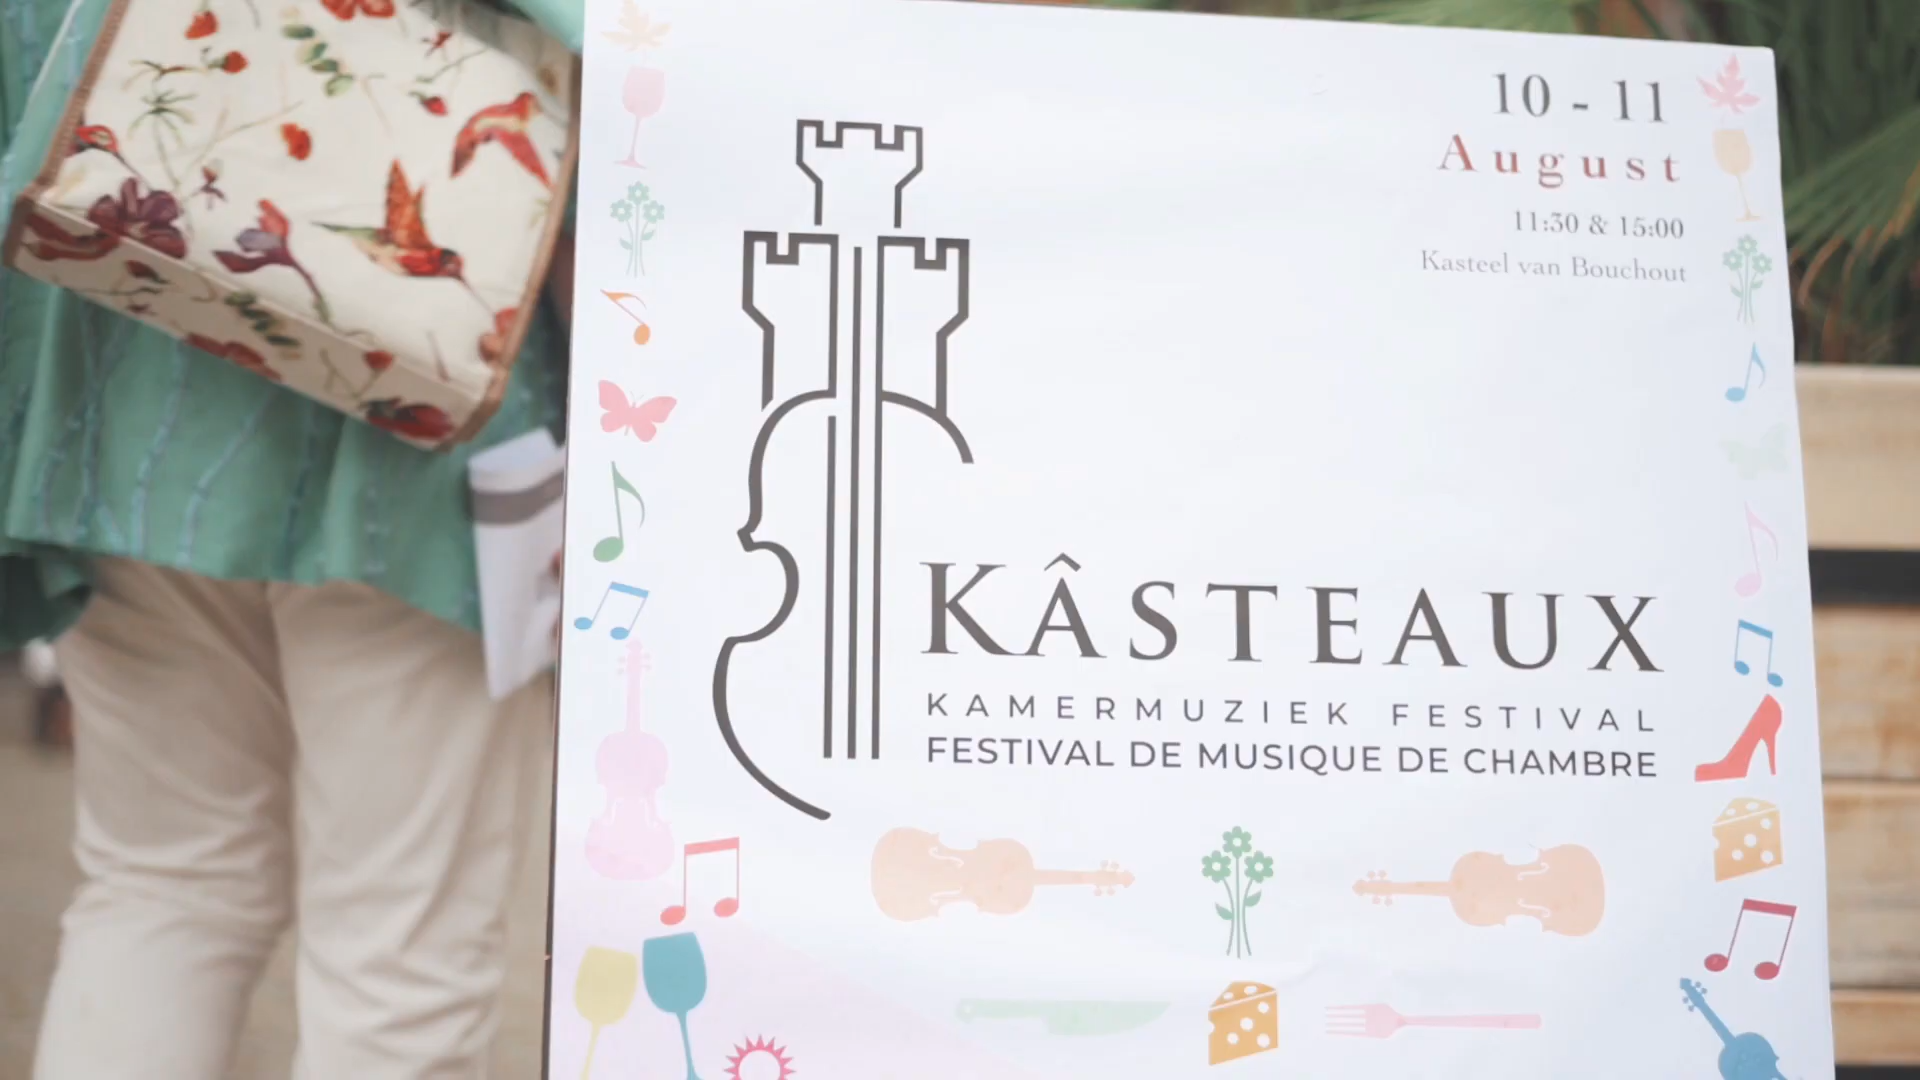 10 - 11
August
11:30 & 15:00
Kasteel van Bouchout
KÂSTEAUX
KAMERMUZIEK FESTIVAL
FESTIVAL DE MUSIQUE DE CHAMBRE